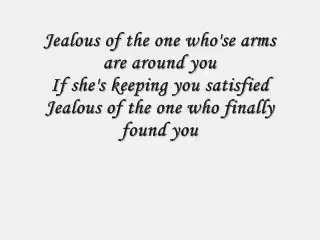 Jealous of the one who'se arms
are around you
If she's keeping you satisfied
Jealous of the one who finally
found you